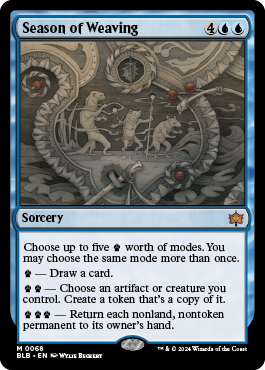 Season of Weaving 4
Sorcery
Choose up to five worth of modes. You
may choose the same mode more than once.
— Draw a card.
— Choose an artifact or creature you
control. Create a token that's a copy of it.
— Return each nonland, nontoken
permanent to its owner's hand.
M 0068
BLB • EN Wylie Beckert
™ & © 2024 Wizards of the Coast